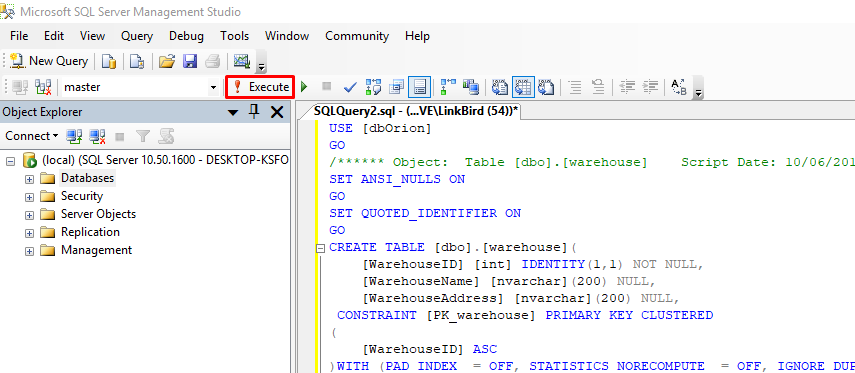 Microsoft SQL Server Management Studio
File Edit View Query Debug Tools Window Community Help
New Query
master Execute
Object Explorer
Connect
(local) (SQL Server 10.50.1600 - DESKTOP-KSFO
Databases
Security
Server Objects
Replication
Management
SQLQuery2.sql - (...VE\LinkBird (54))*
USE [dbOrion]
GO
/****** Object:  Table [dbo].[warehouse]    Script Date: 10/06/201
SET ANSI_NULLS ON
GO
SET QUOTED_IDENTIFIER ON
GO
CREATE TABLE [dbo].[warehouse](
[WarehouseID] [int] IDENTITY(1,1) NOT NULL,
[WarehouseName] [nvarchar](200) NULL,
[WarehouseAddress] [nvarchar](200) NULL,
CONSTRAINT [PK_warehouse] PRIMARY KEY CLUSTERED
(
[WarehouseID] ASC
)WITH (PAD_INDEX  = OFF, STATISTICS_NORECOMPUTE  = OFF, IGNORE_DUP